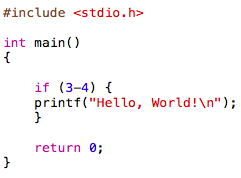 #include <stdio.h>

int main()
{

    if (3-4) {
    printf("Hello, World!\n");
    }

    return 0;
}